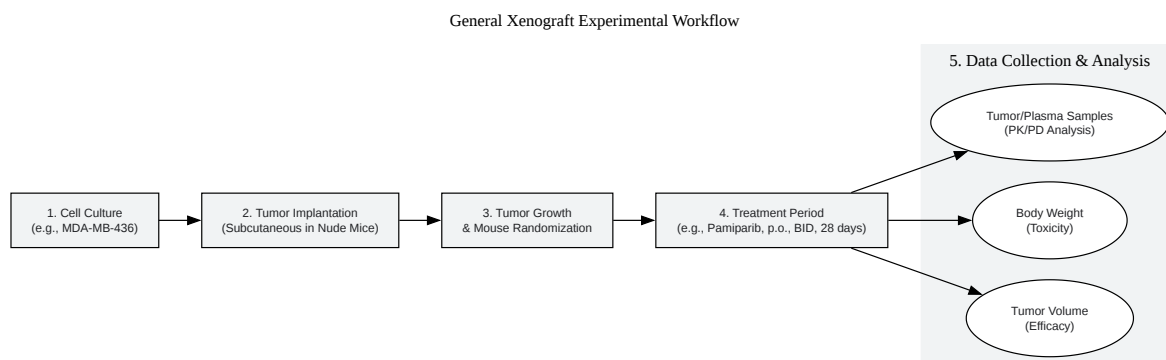 General Xenograft Experimental Workflow
5. Data Collection & Analysis
Tumor/Plasma Samples
(PK/PD Analysis)
1. Cell Culture
(e.g., MDA-MB-436)
2. Tumor Implantation
(Subcutaneous in Nude Mice)
3. Tumor Growth
& Mouse Randomization
4. Treatment Period
(e.g., Pamiparib, p.o., BID, 28 days)
Body Weight
(Toxicity)
Tumor Volume
(Efficacy)